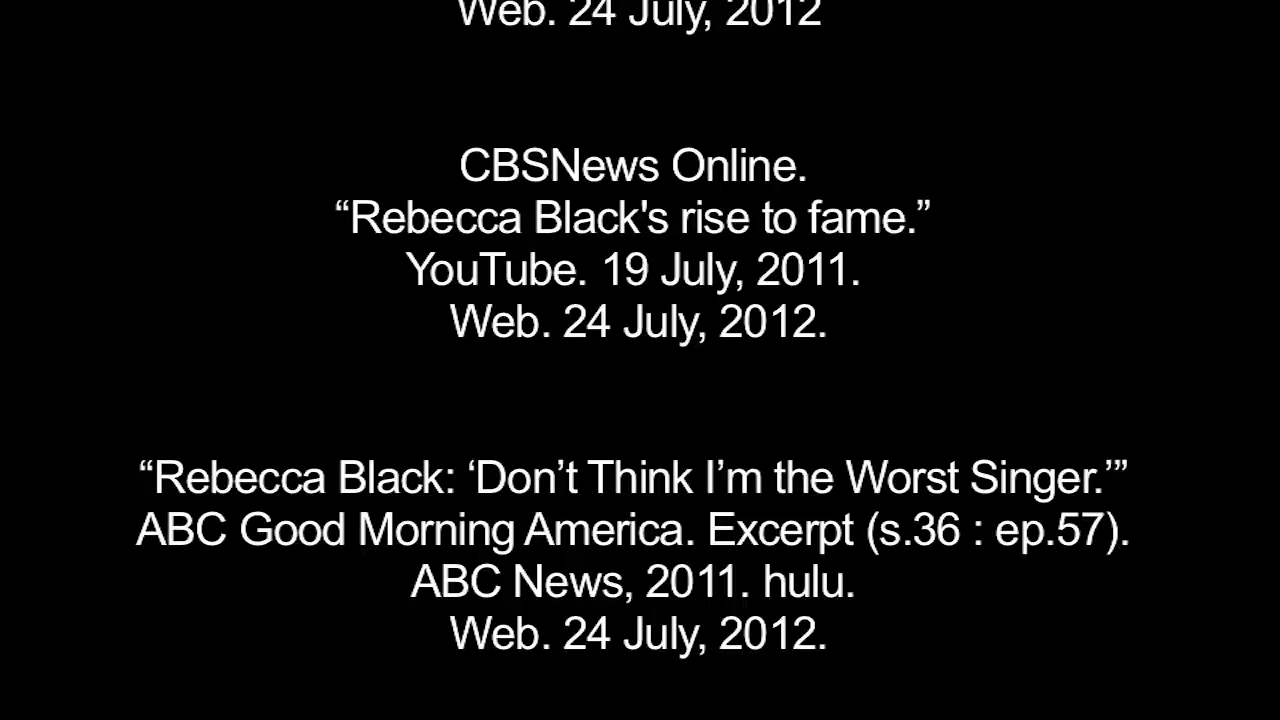 Web. 24 July, 2012
CBSNews Online.
“Rebecca Black's rise to fame.”
YouTube. 19 July, 2011.
Web. 24 July, 2012.
“Rebecca Black: ‘Don’t Think I’m the Worst Singer.’”
ABC Good Morning America. Excerpt (s.36 : ep.57).
ABC News, 2011. hulu.
Web. 24 July, 2012.